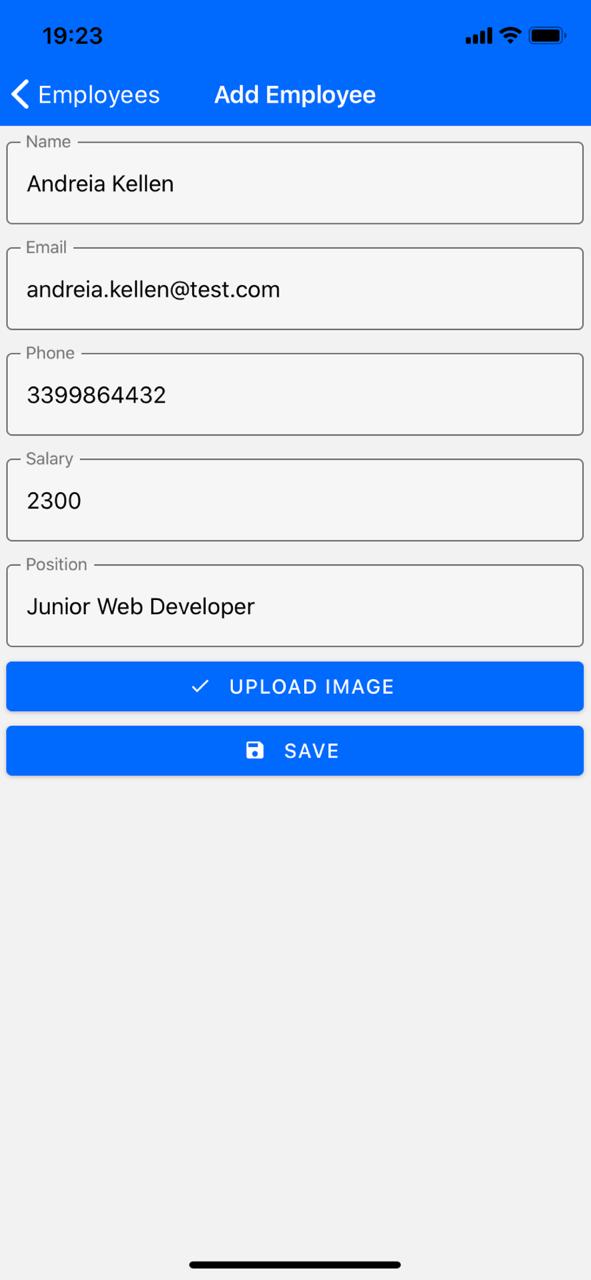 19:23
Employees Add Employee
Name
Andreia Kellen
Email
andreia.kellen@test.com
Phone
3399864432
Salary
2300
Position
Junior Web Developer
UPLOAD IMAGE
SAVE